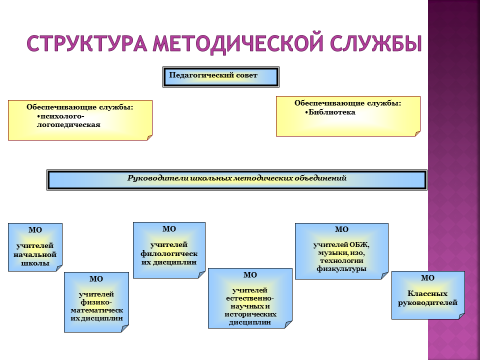 СТРУКТУРА МЕТОДИЧЕСКОЙ СЛУЖБЫ
Педагогический совет
Обеспечивающие службы:
•психолого-
логопедическая
Обеспечивающие службы:
•Библиотека
Руководители школьных методических объединений
МО
учителей
начальной
школы
МО
учителей
физико-
математическ
их дисциплин
МО
учителей
филологическ
их дисциплин
МО
учителей
естественно-
научных и
исторических
дисциплин
МО
учителей ОБЖ,
музыки, изо,
технологии
физкультуры
МО
Классных
руководителей